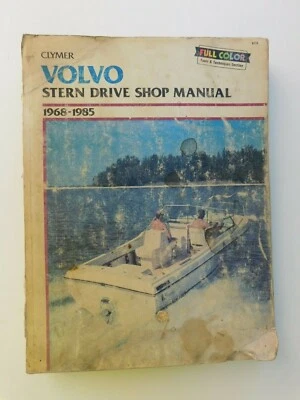 CLYMER
FULL COLOR
VOLVO
STERN DRIVE SHOP MANUAL
1968-1985